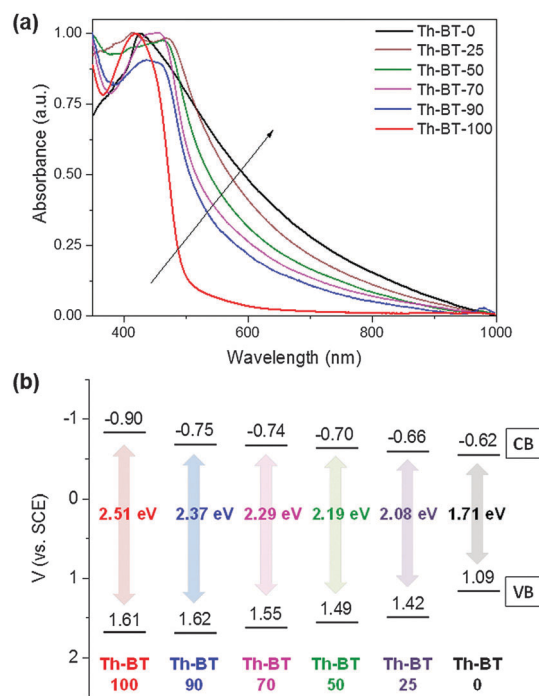 (a)
1.00
0.75
0.50
0.25
0.00
Absorbance (a.u.)
Th-BT-0
Th-BT-25
Th-BT-50
Th-BT-70
Th-BT-90
Th-BT-100
400 600 800 1000
Wavelength (nm)
(b)
V (vs. SCE)
-1
0
1
2
-0.90 -0.75 -0.74 -0.70 -0.66 -0.62 CB
2.51 eV 2.37 eV 2.29 eV 2.19 eV 2.08 eV 1.71 eV
1.61 1.62 1.55 1.49 1.42 1.09 VB
Th-BT Th-BT Th-BT Th-BT Th-BT Th-BT
100 90 70 50 25 0